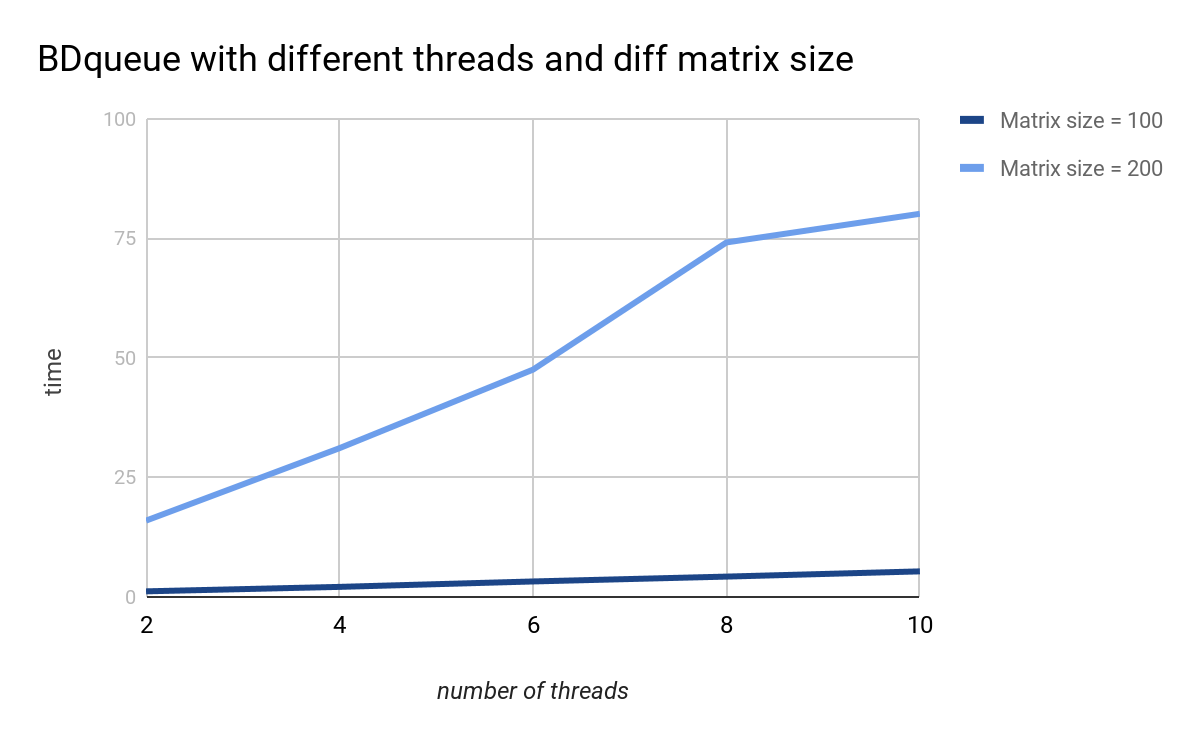 BDqueue with different threads and diff matrix size
100
75
50
25
0
time
2 4 6 8 10
number of threads
Matrix size = 100
Matrix size = 200